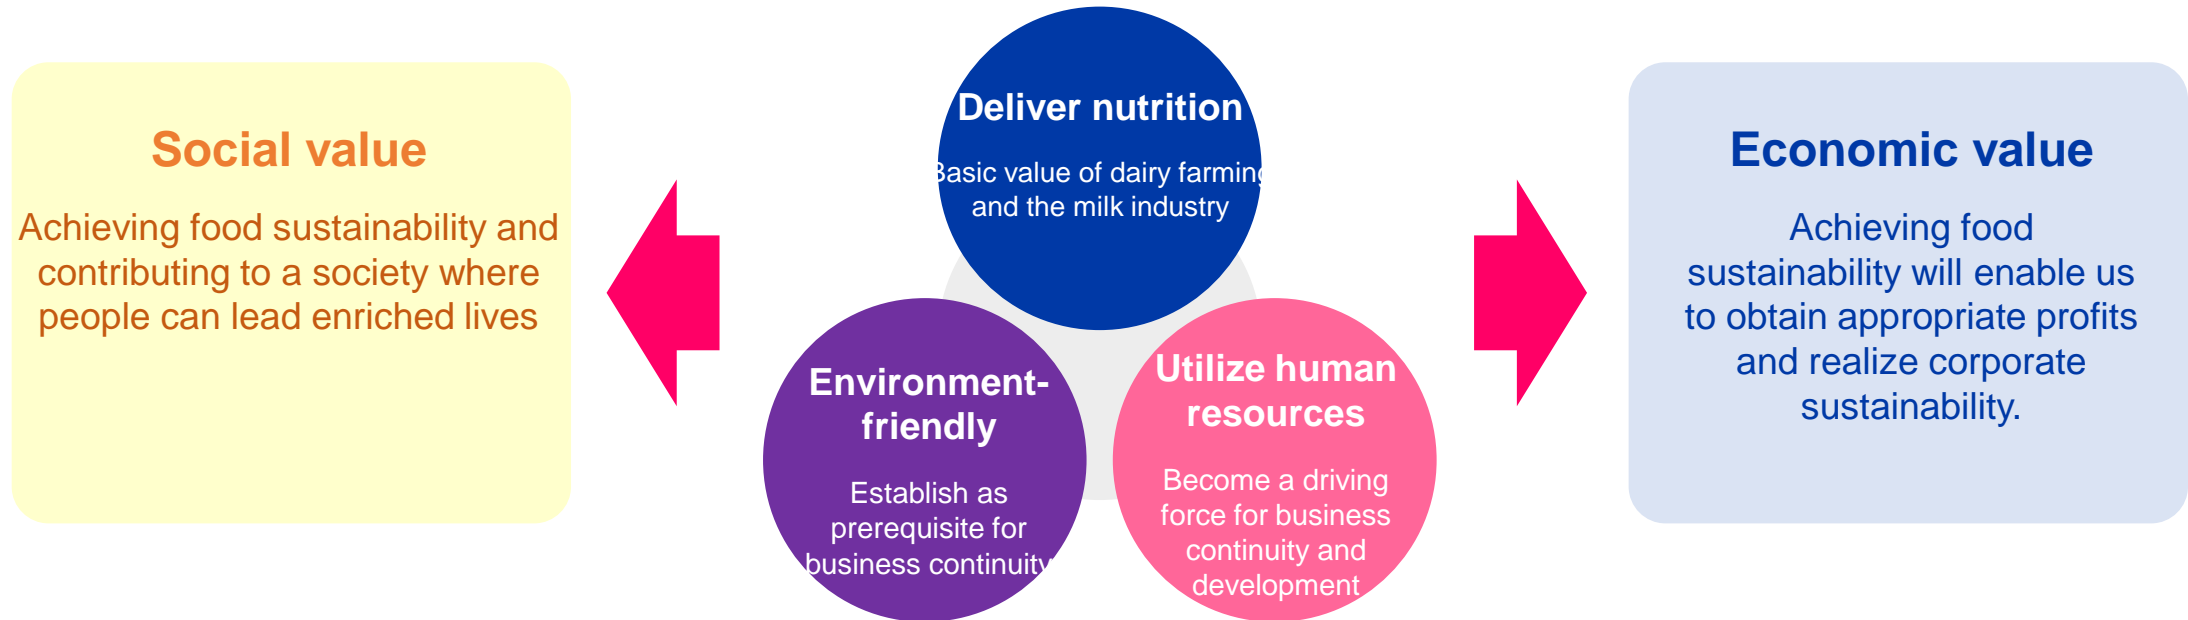 Social value
Achieving food sustainability and
contributing to a society where
people can lead enriched lives
Deliver nutrition
Basic value of dairy farming
and the milk industry
Environment-
friendly
Establish as
prerequisite for
business continuity
Utilize human
resources
Become a driving
force for business
continuity and
development
Economic value
Achieving food
sustainability will enable us
to obtain appropriate profits
and realize corporate
sustainability.